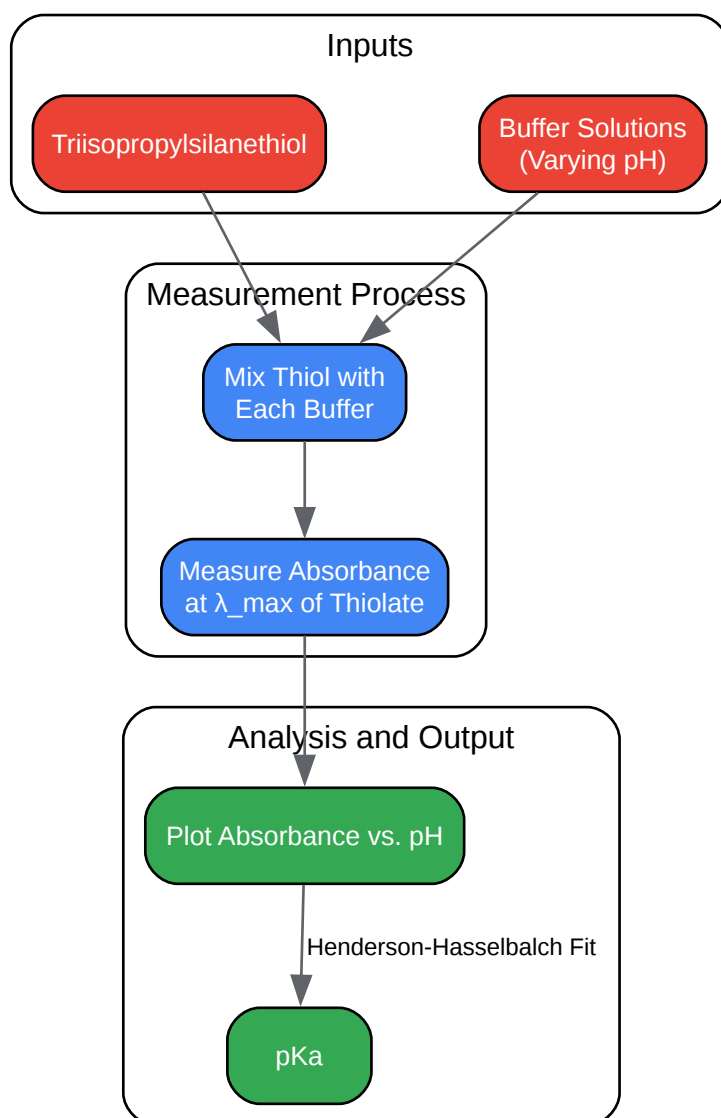 Inputs
Triisopropylsilanethiol
Buffer Solutions
(Varying pH)
Measurement Process
Mix Thiol with
Each Buffer
Measure Absorbance
at λ_max of Thiolate
Analysis and Output
Plot Absorbance vs. pH
Henderson-Hasselbalch Fit
pKa